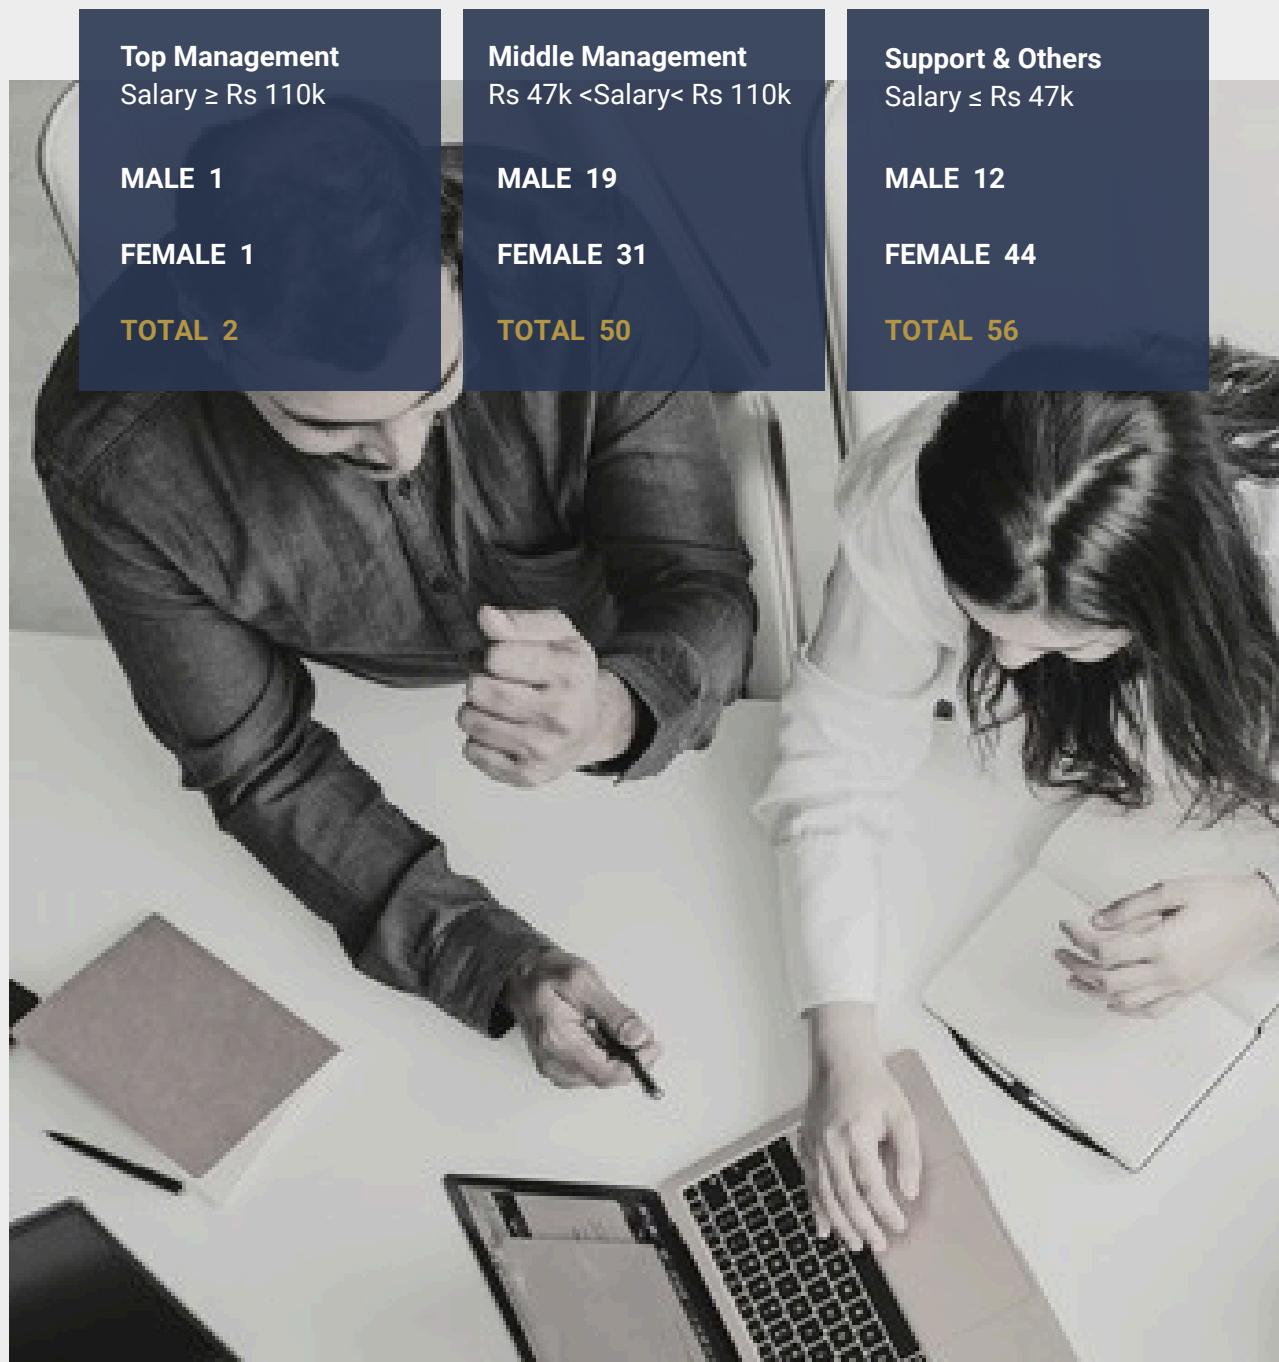 Top Management
Salary ≥ Rs 110k
MALE 1
FEMALE 1
TOTAL 2
Middle Management
Rs 47k <Salary< Rs 110k
MALE 19
FEMALE 31
TOTAL 50
Support & Others
Salary ≤ Rs 47k
MALE 12
FEMALE 44
TOTAL 56